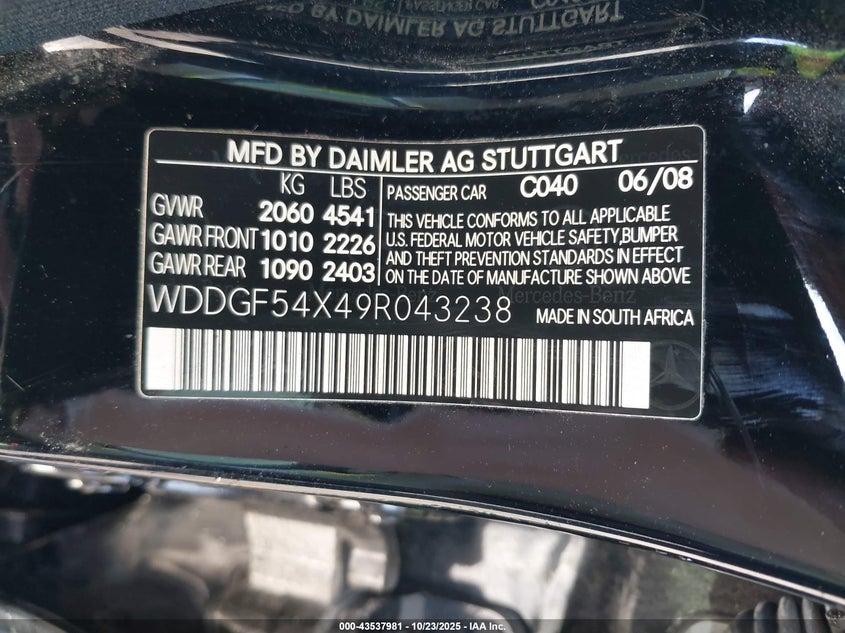 MFD BY DAIMLER AG STUTTGART
KG LBS PASSENGER CAR C040 06/08
GVWR 2060 4541
GAWR FRONT 1010 2226
GAWR REAR 1090 2403
THIS VEHICLE CONFORMS TO ALL APPLICABLE
U.S. FEDERAL MOTOR VEHICLE SAFETY,BUMPER
AND THEFT PREVENTION STANDARDS IN EFFECT
ON THE DATE OF MANUFACTURE SHOWN ABOVE
WDDGF54X49R043238 MADE IN SOUTH AFRICA
Mercedes-Benz
000-43537981 - 10/23/2025 - IAA Inc.